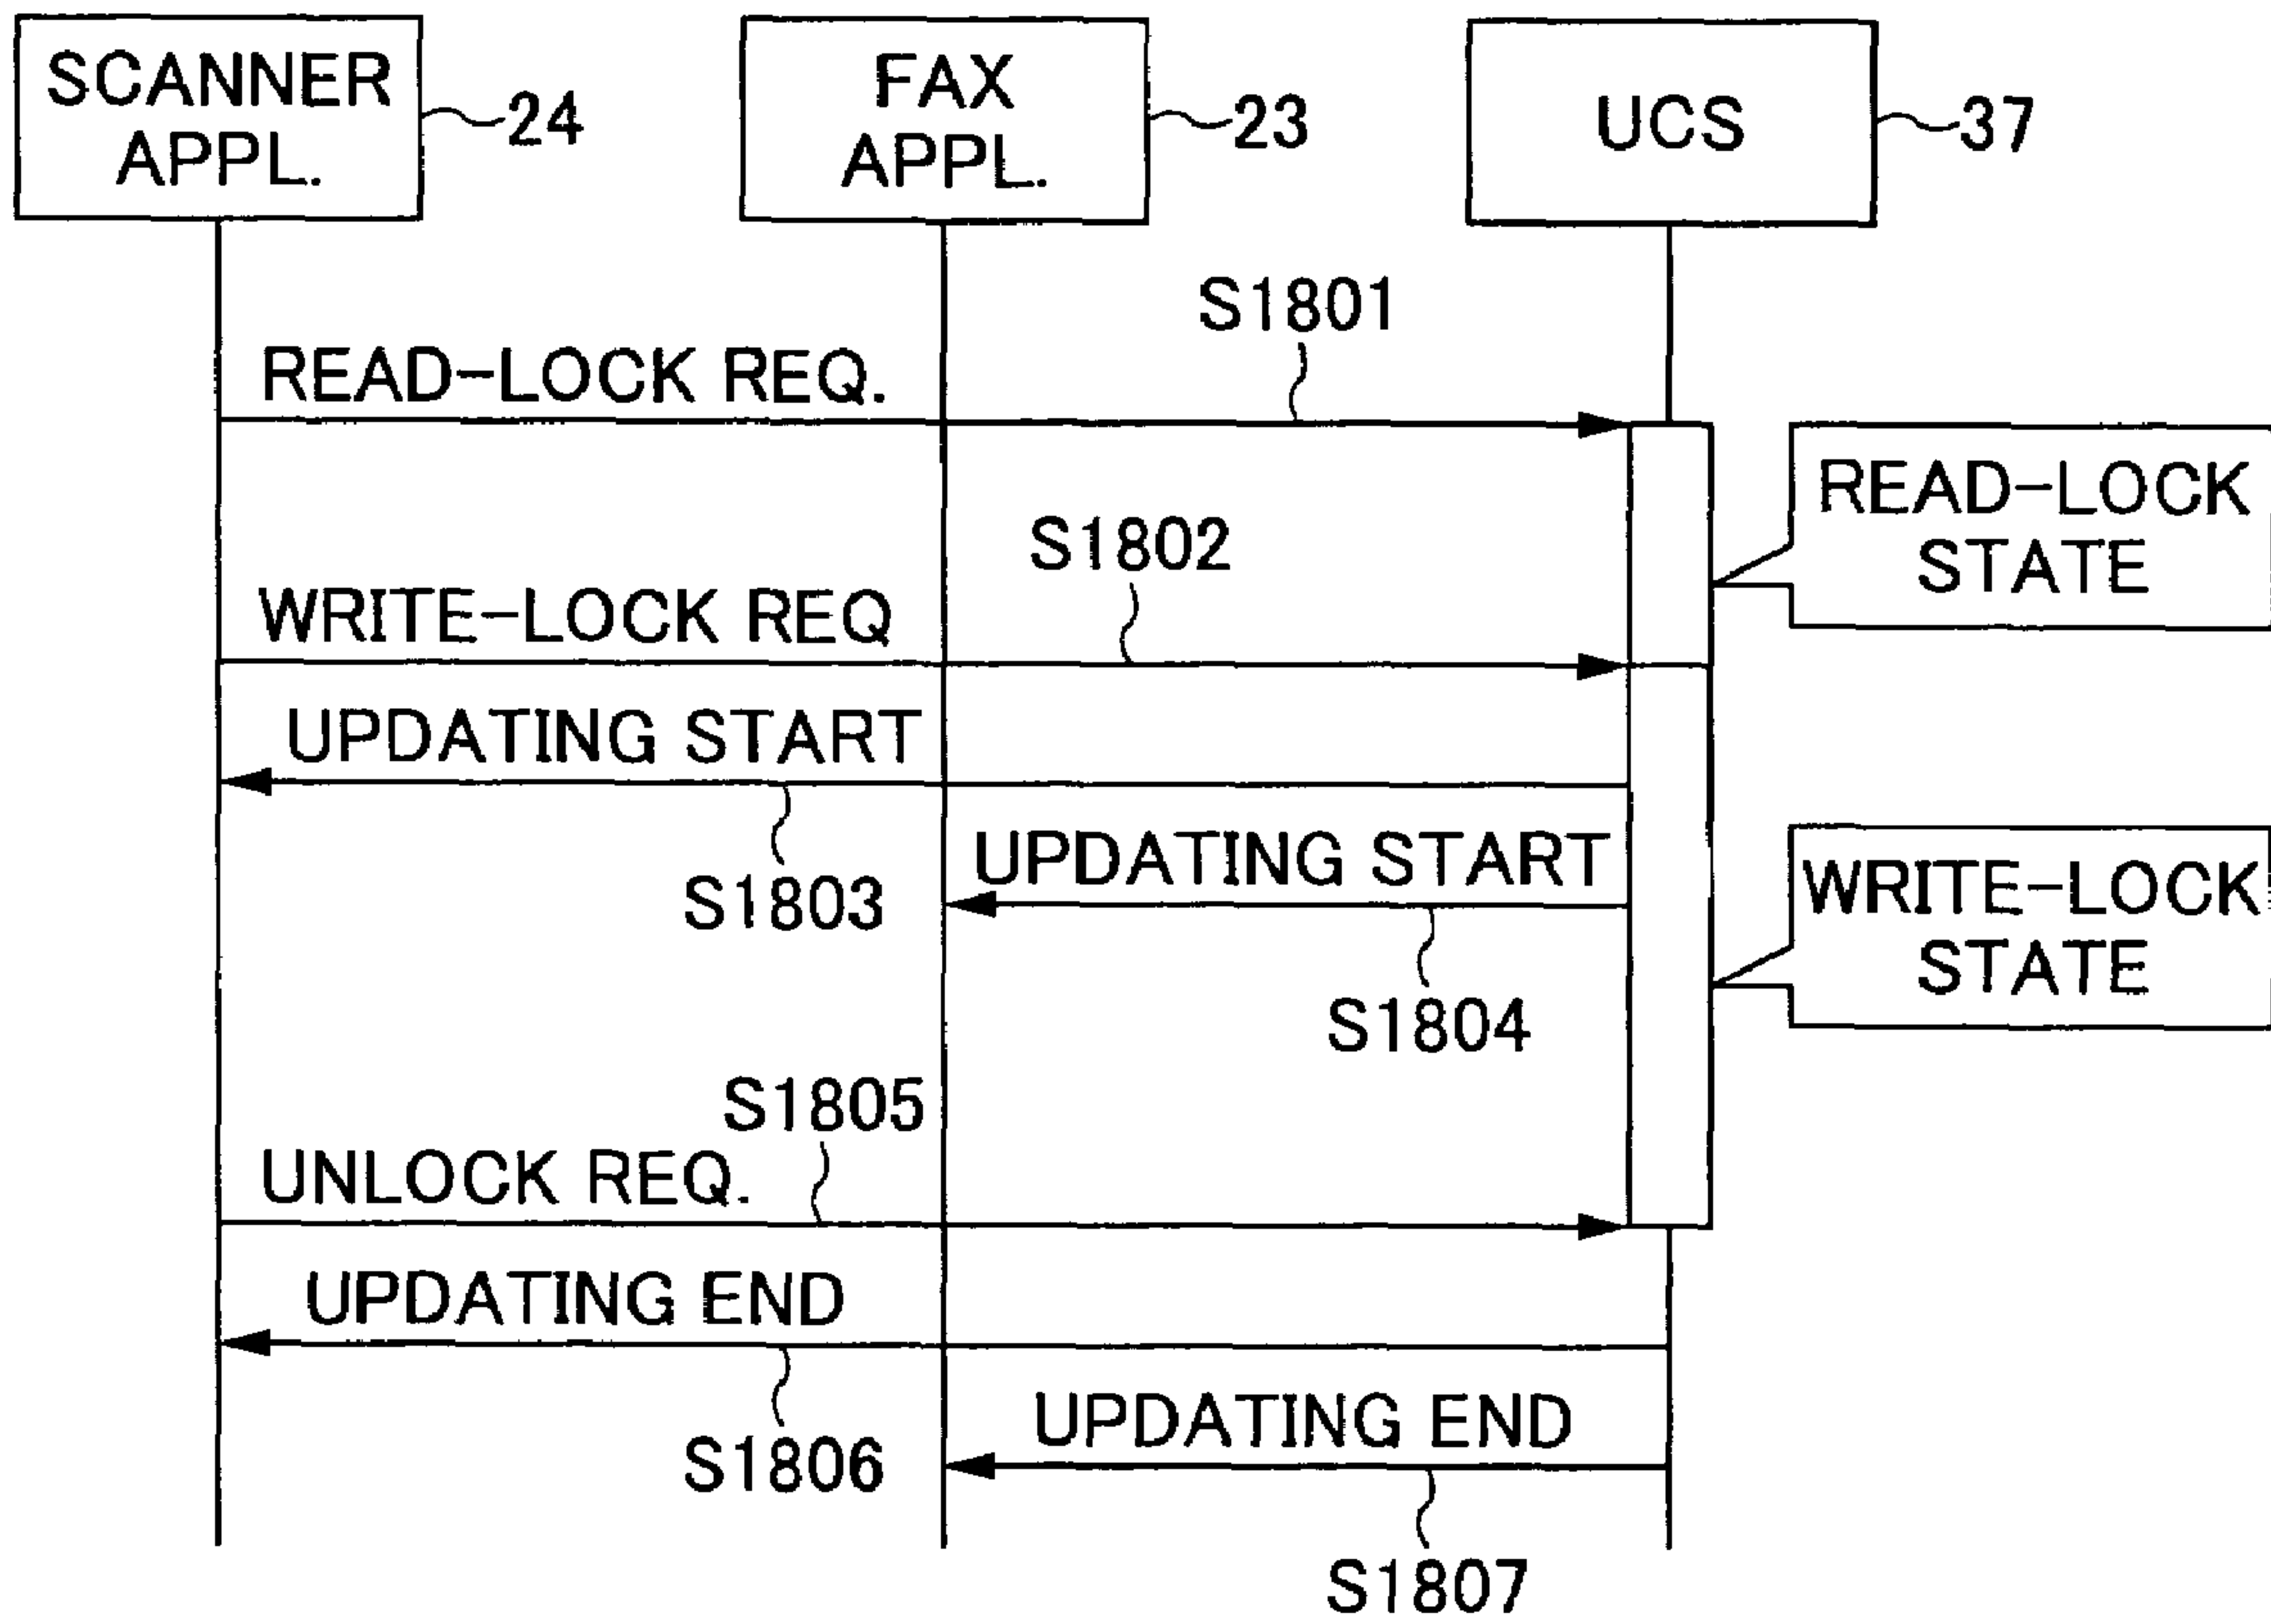 SCANNER
APPL.
24
FAX
APPL.
23
UCS
37
S1801
READ-LOCK REQ.
READ-LOCK
STATE
S1802
WRITE-LOCK REQ
UPDATING START
S1803
UPDATING START
WRITE-LOCK
STATE
S1804
S1805
UNLOCK REQ.
UPDATING END
S1806
UPDATING END
S1807